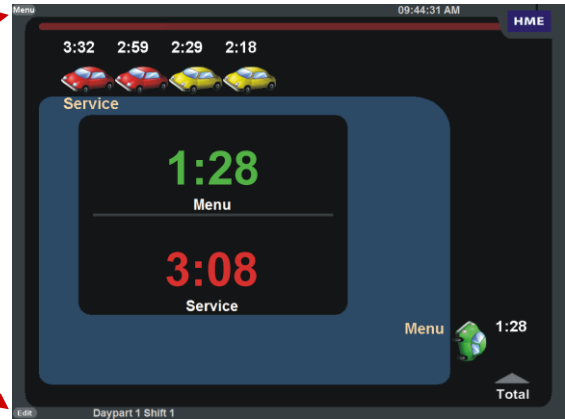 Menu
09:44:31 AM
HME
3:32 2:59 2:29 2:18
Service
1:28
Menu
3:08
Service
Menu
1:28
Total
Edit
Daypart 1 Shift 1